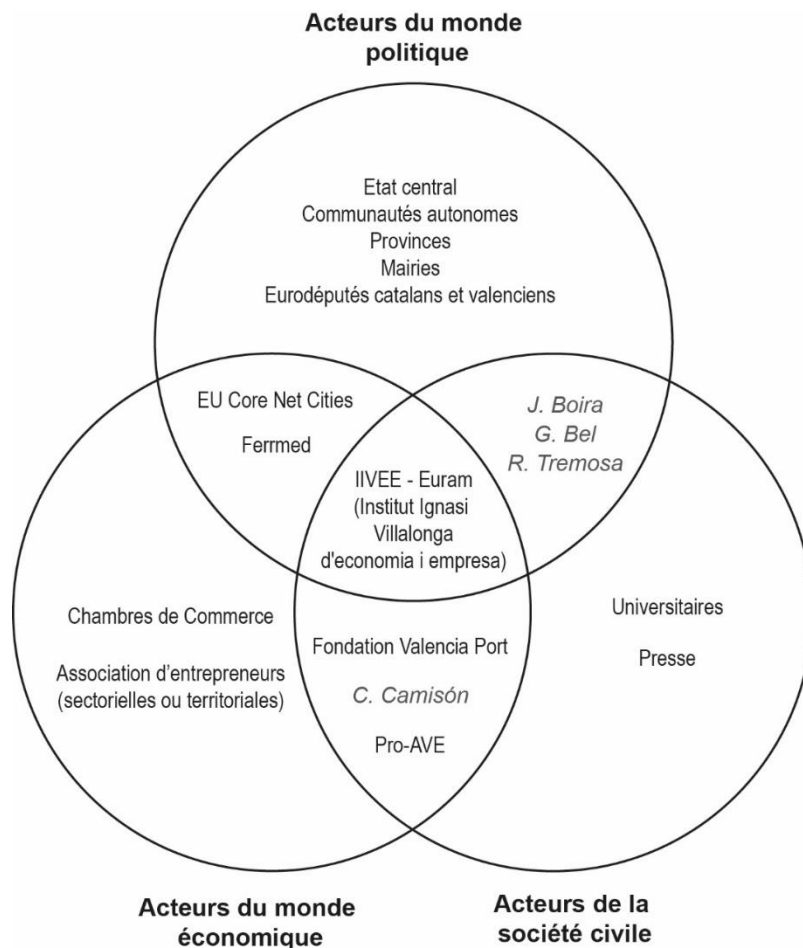 Acteurs du monde
politique
Etat central
Communautés autonomes
Provinces
Mairies
Eurodéputés catalans et valenciens
EU Core Net Cities
Ferrmed
J. Boira
G. Bel
R. Tremosa
IIVEE - Euram
(Institut Ignasi
Villalonga
d'economia i empresa)
Chambres de Commerce
Association d'entrepreneurs
(sectorielles ou territoriales)
Fondation Valencia Port
C. Camisón
Pro-AVE
Universitaires
Presse
Acteurs du monde
économique
Acteurs de la
société civile